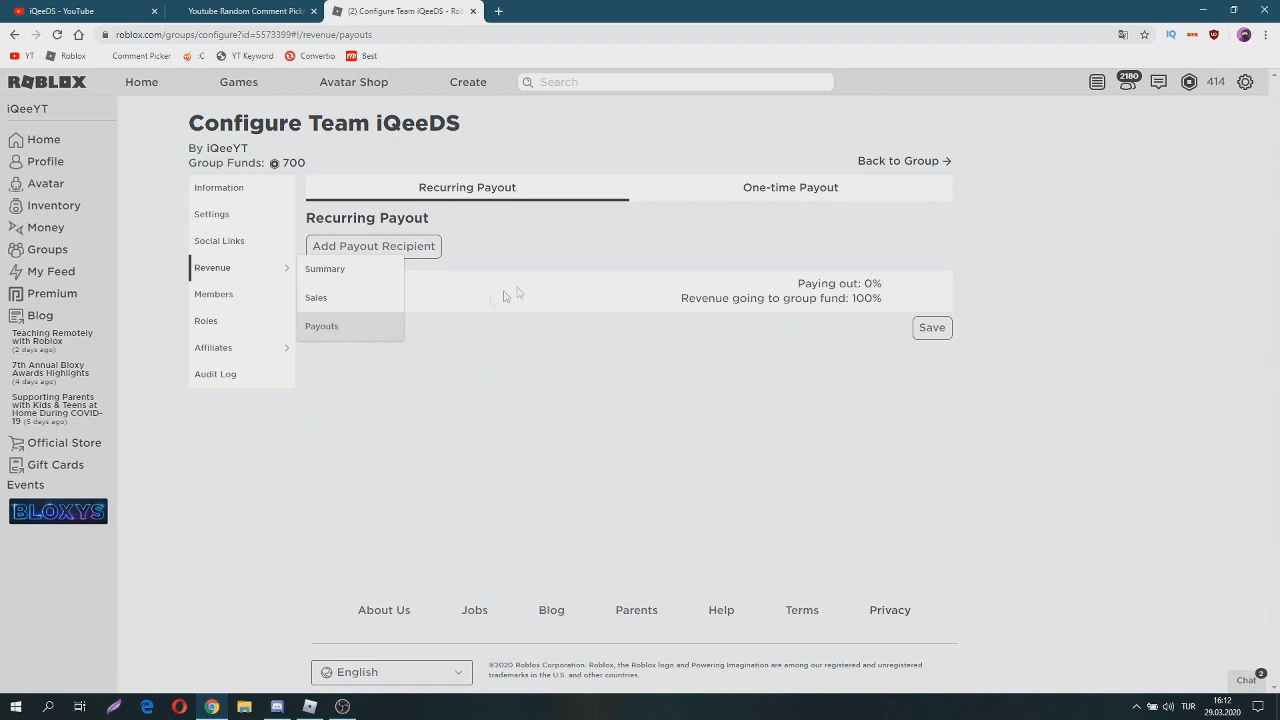 iQeeDS - YouTube
Youtube Random Comment Picke
(2) Configure Team iQeeDS - Rob
roblox.com/groups/configure?id=5573399#!/revenue/payouts
YT
Roblox
Comment Picker
:C
YT Keyword
Convertio
Best
ROBLOX
Home
Games
Avatar Shop
Create
Search
2180
414
iQeeYT
Home
Profile
Avatar
Inventory
Money
Groups
My Feed
Premium
Blog
Teaching Remotely
with Roblox
(2 days ago)
7th Annual Bloxy
Awards Highlights
(4 days ago)
Supporting Parents
with Kids & Teens at
Home During COVID-
19 (5 days ago)
Official Store
Gift Cards
Events
BLOXYS
Configure Team iQeeDS
By iQeeYT
Group Funds: 700
Back to Group
Information
Settings
Social Links
Revenue
Members
Roles
Affiliates
Audit Log
Summary
Sales
Payouts
Recurring Payout
One-time Payout
Recurring Payout
Add Payout Recipient
Paying out: 0%
Revenue going to group fund: 100%
Save
About Us
Jobs
Blog
Parents
Help
Terms
Privacy
English
©2020 Roblox Corporation. Roblox, the Roblox logo and Powering Imagination are among our registered and unregistered
trademarks in the U.S. and other countries.
Chat
2
TUR
16:12
29.03.2020